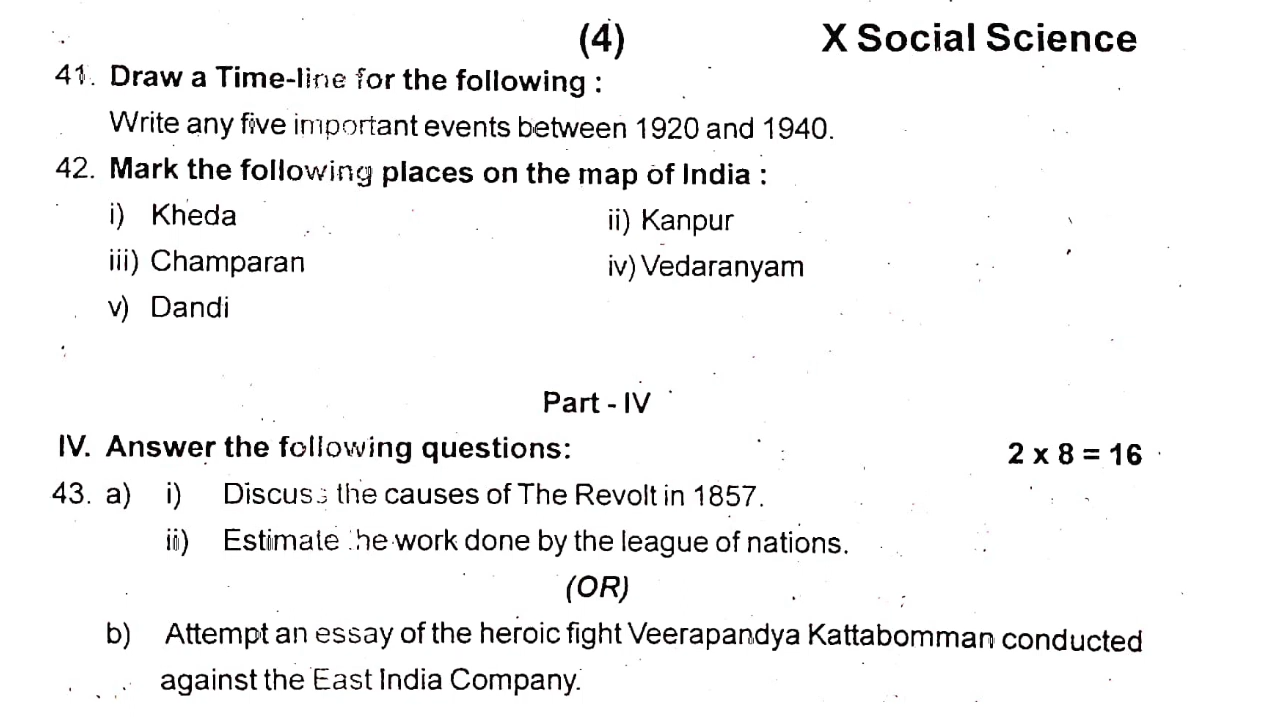 (4) X Social Science
41. Draw a Time-line for the following :
Write any five important events between 1920 and 1940.
42. Mark the following places on the map of India :
i) Kheda ii) Kanpur
iii) Champaran iv) Vedaranyam
v) Dandi
Part - IV
IV. Answer the following questions: 2 x 8 = 16
43. a) i) Discuss the causes of The Revolt in 1857.
ii) Estimate the work done by the league of nations.
(OR)
b) Attempt an essay of the heroic fight Veerapandya Kattabomman conducted
against the East India Company.